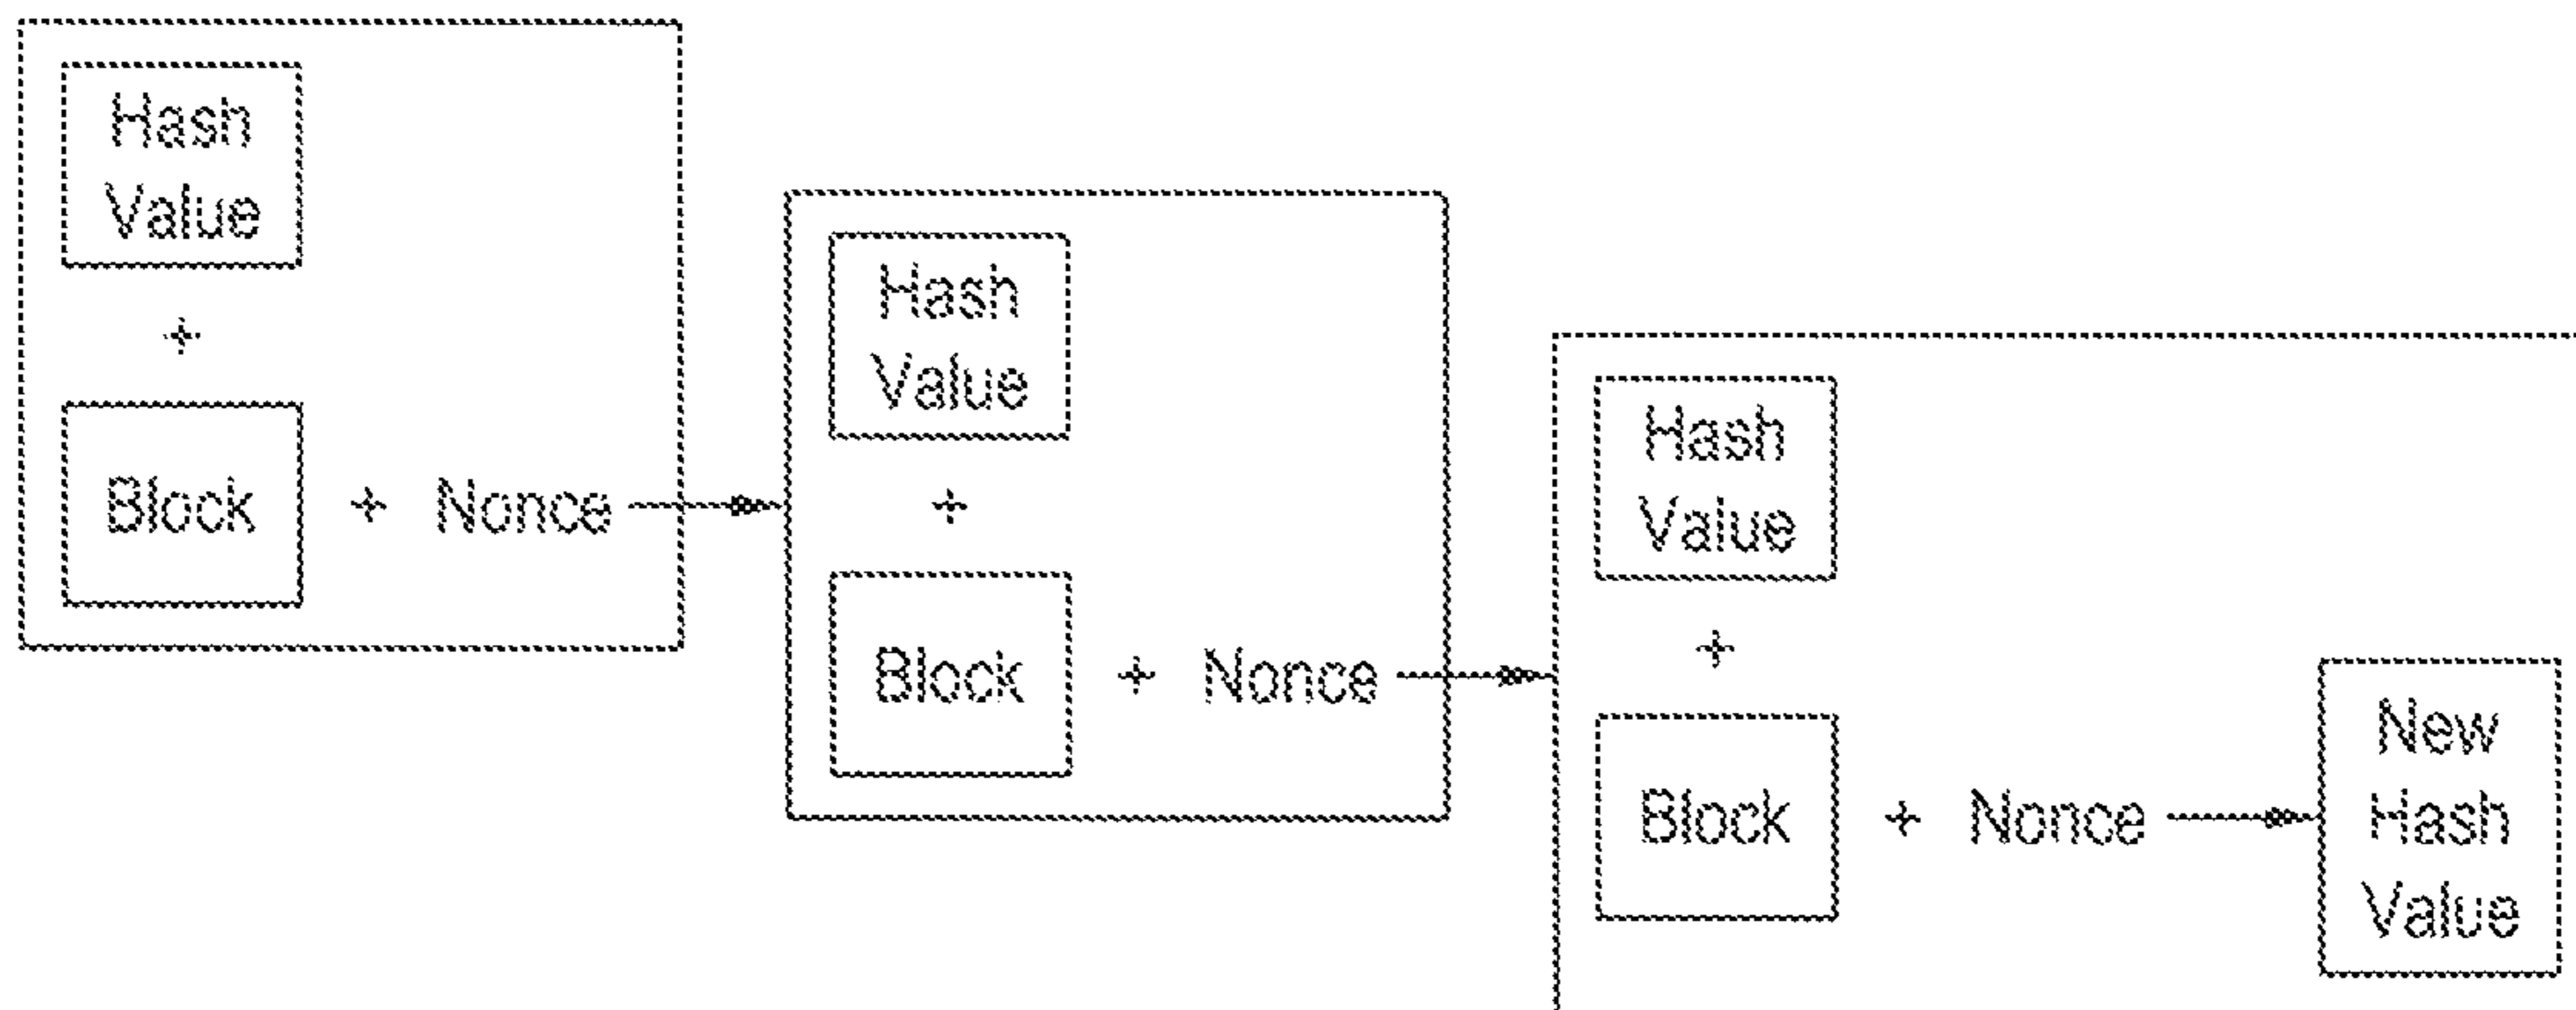 Hash
Value
+
Block + Nonce
Hash
Value
+
Block + Nonce
Hash
Value
+
Block + Nonce
New
Hash
Value